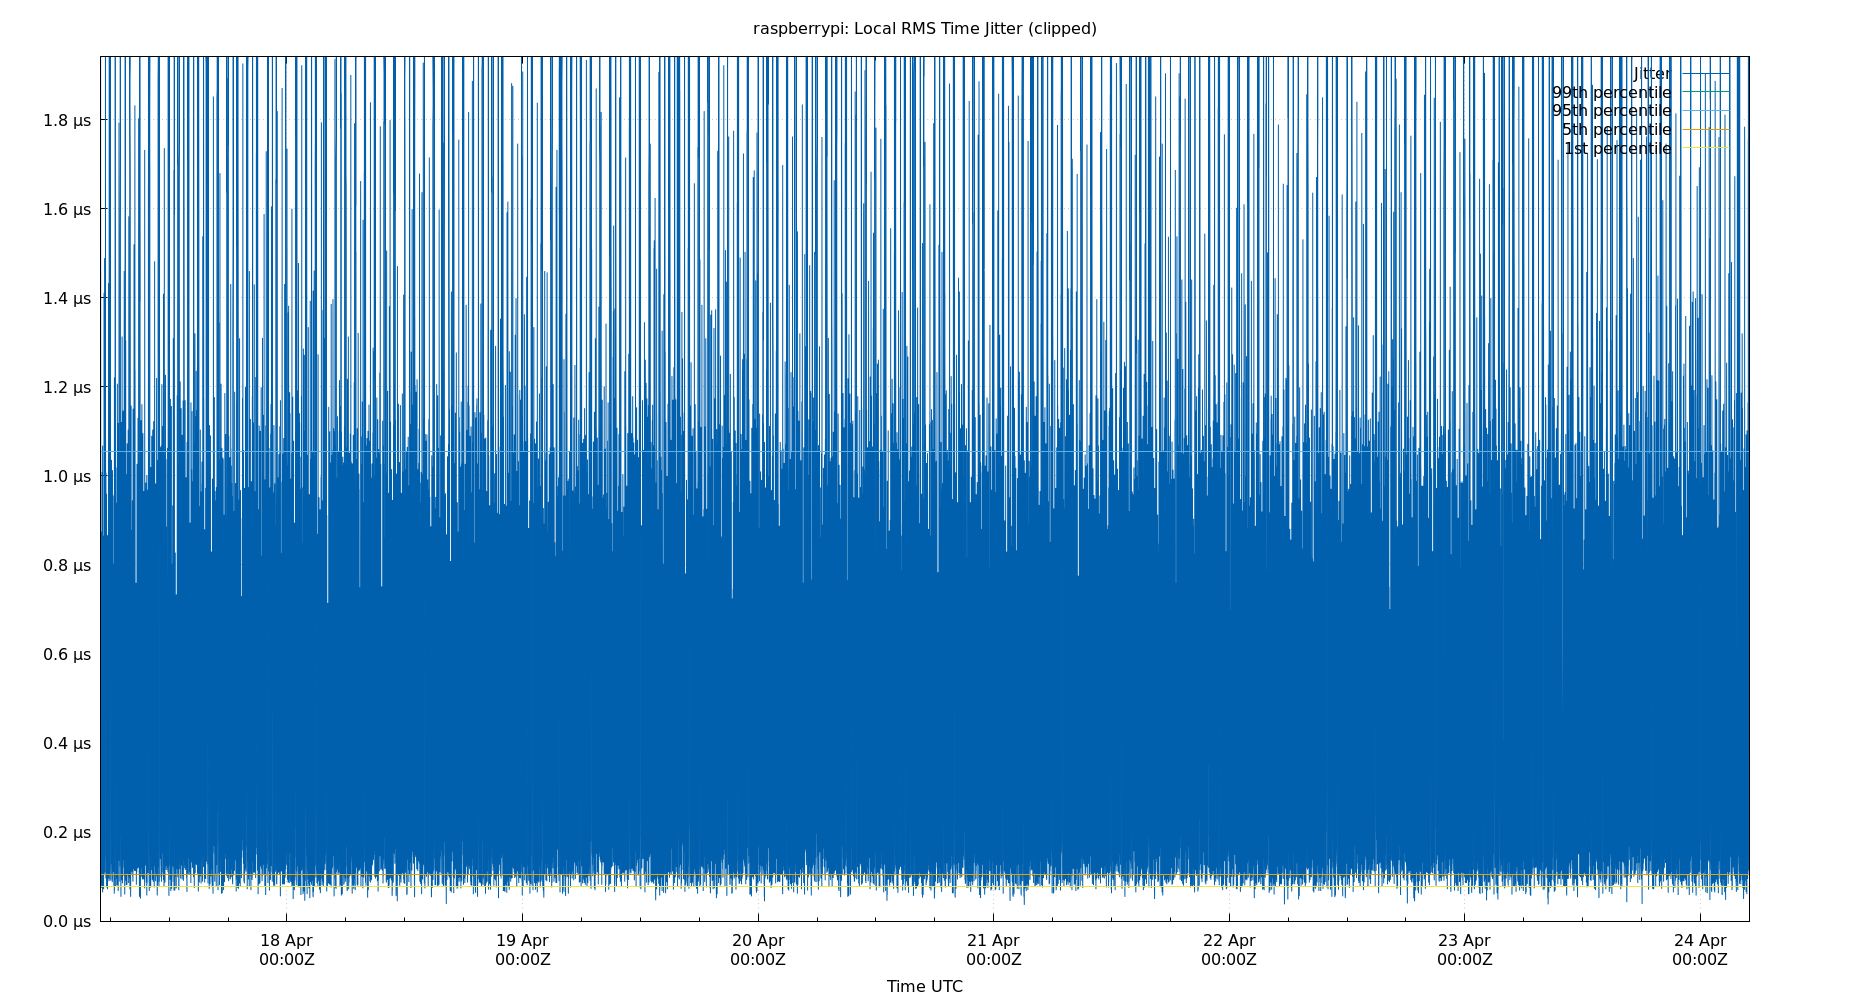 raspberrypi: Local RMS Time Jitter (clipped)
Jitter
99th percentile
95th percentile
5th percentile
1st percentile
1.8 µs
1.6 µs
1.4 µs
1.2 µs
1.0 µs
0.8 µs
0.6 µs
0.4 µs
0.2 µs
0.0 µs
18 Apr 19 Apr 20 Apr 21 Apr 22 Apr 23 Apr 24 Apr
00:00Z 00:00Z 00:00Z 00:00Z 00:00Z 00:00Z 00:00Z
Time UTC